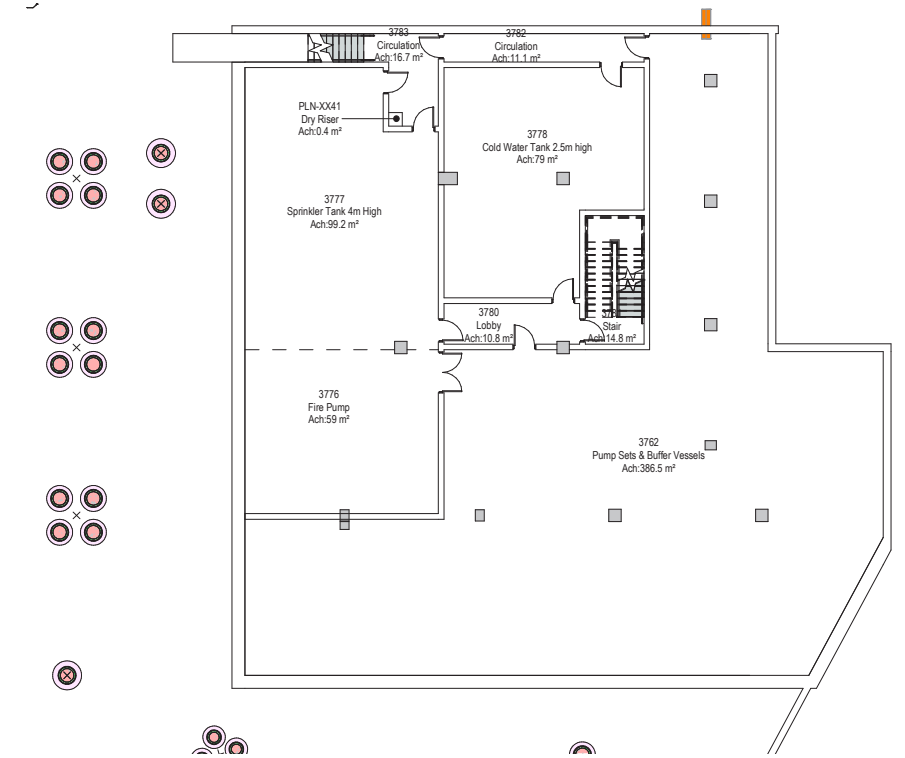 3783
Circulation
Ach:16.7 m²
3782
Circulation
Ach:11.1 m²
PLN-XX41
Dry Riser
Ach:0.4 m²
3778
Cold Water Tank 2.5m high
Ach:79 m²
3777
Sprinkler Tank 4m High
Ach:99.2 m²
3780
Lobby
Ach:10.8 m²
Stair
Ach:14.8 m²
3776
Fire Pump
Ach:59 m²
3762
Pump Sets & Buffer Vessels
Ach:386.5 m²